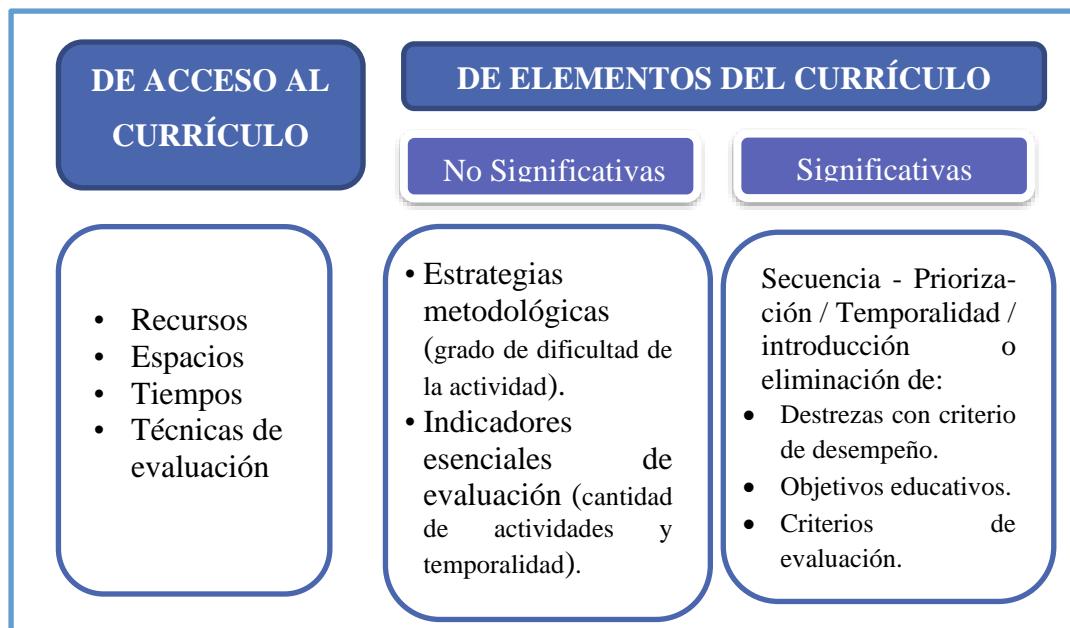 DE ACCESO AL
CURRÍCULO
DE ELEMENTOS DEL CURRÍCULO
No Significativas
Significativas
• Recursos
• Espacios
• Tiempos
• Técnicas de
evaluación
• Estrategias
metodológicas
(grado de dificultad de
la actividad).
• Indicadores
esenciales de
evaluación (cantidad
de actividades y
temporalidad).
Secuencia - Prioriza-
ción / Temporalidad /
introducción o
eliminación de:
• Destrezas con criterio
de desempeño.
• Objetivos educativos.
• Criterios de
evaluación.